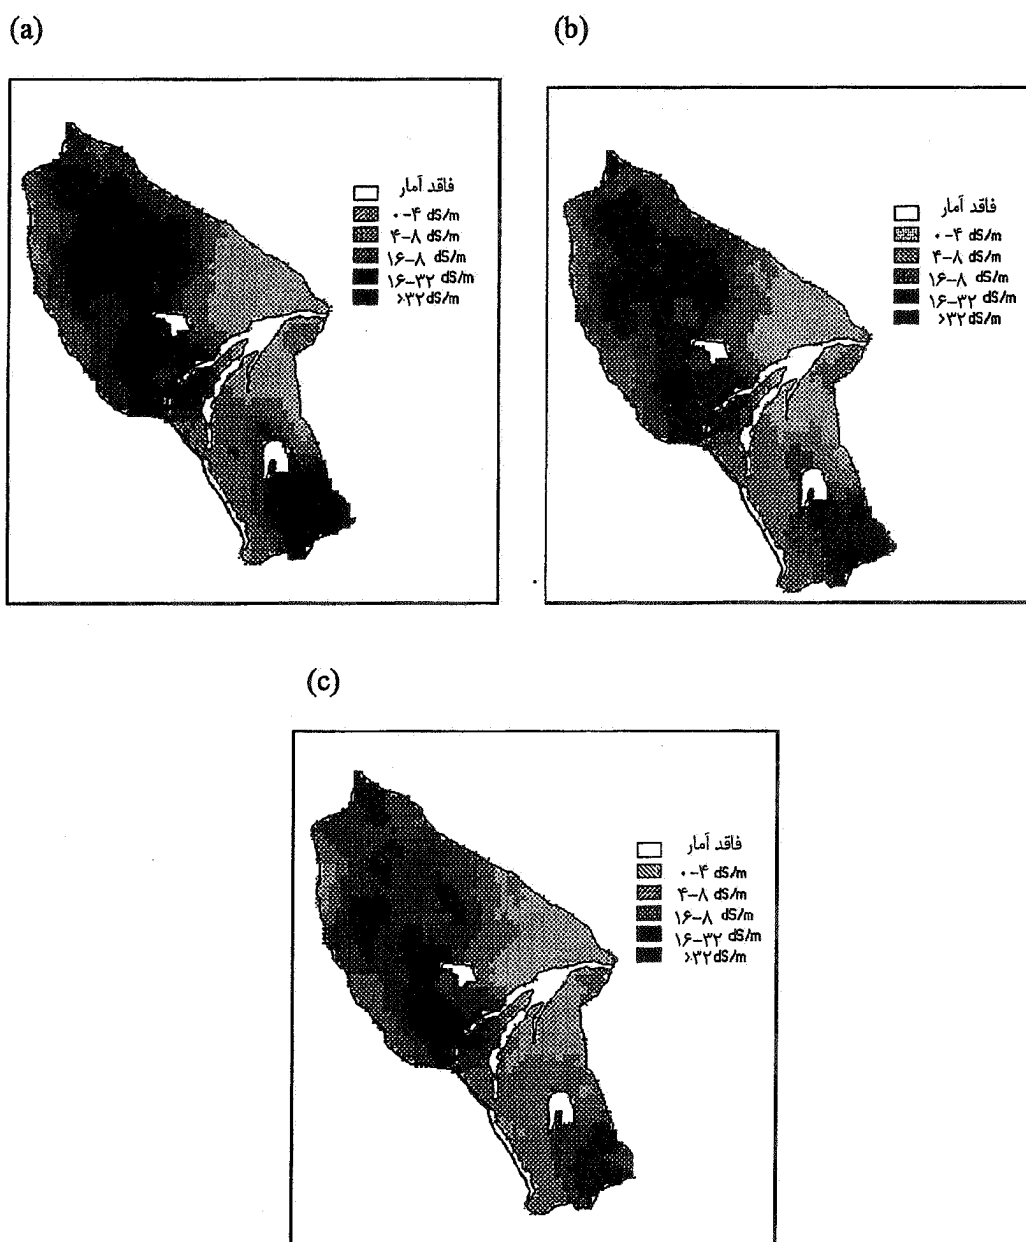 (a)
(b)
فاقد آمار
۰-۴ dS/m
۴-۸ dS/m
۱۶-۸ dS/m
۱۶-۳۲ dS/m
>۳۲ dS/m
فاقد آمار
۰-۴ dS/m
۴-۸ dS/m
۱۶-۸ dS/m
۱۶-۳۲ dS/m
>۳۲ dS/m
(c)
فاقد آمار
۰-۴ dS/m
۴-۸ dS/m
۱۶-۸ dS/m
۱۶-۳۲ dS/m
>۳۲ dS/m